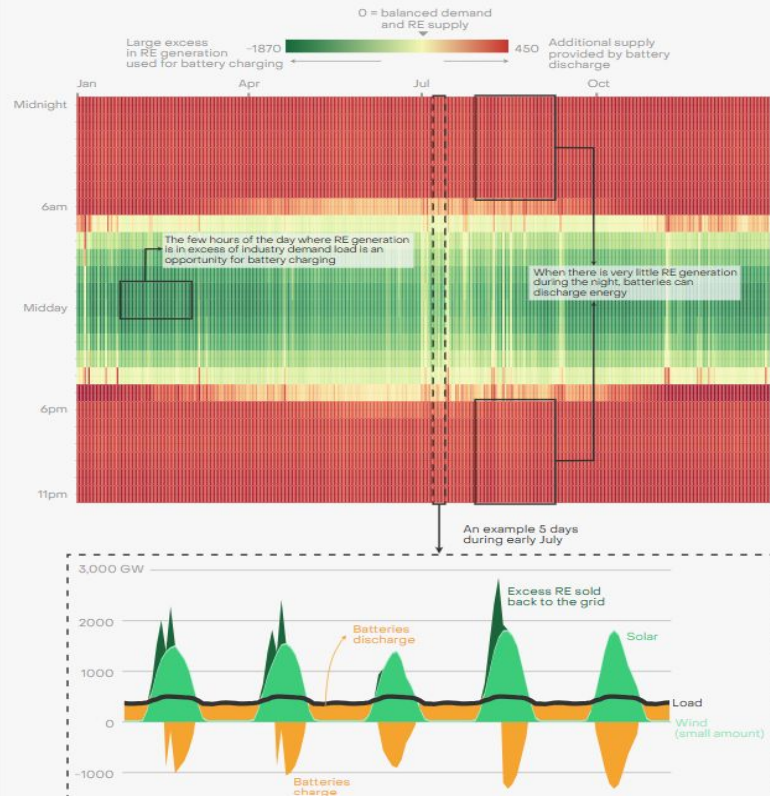 0 = balanced demand
and RE supply
Large excess
in RE generation
used for battery charging
-1870
450
Additional supply
provided by battery
discharge
Jan
Apr
Jul
Oct
Midnight
6am
The few hours of the day where RE generation
is in excess of industry demand load is an
opportunity for battery charging
When there is very little RE generation
during the night, batteries can
discharge energy
Midday
6pm
11pm
An example 5 days
during early July
3,000 GW
Excess RE sold
back to the grid
2000
Batteries
discharge
Solar
1000
Load
0
Wind
(small amount)
-1000
Batteries
charge